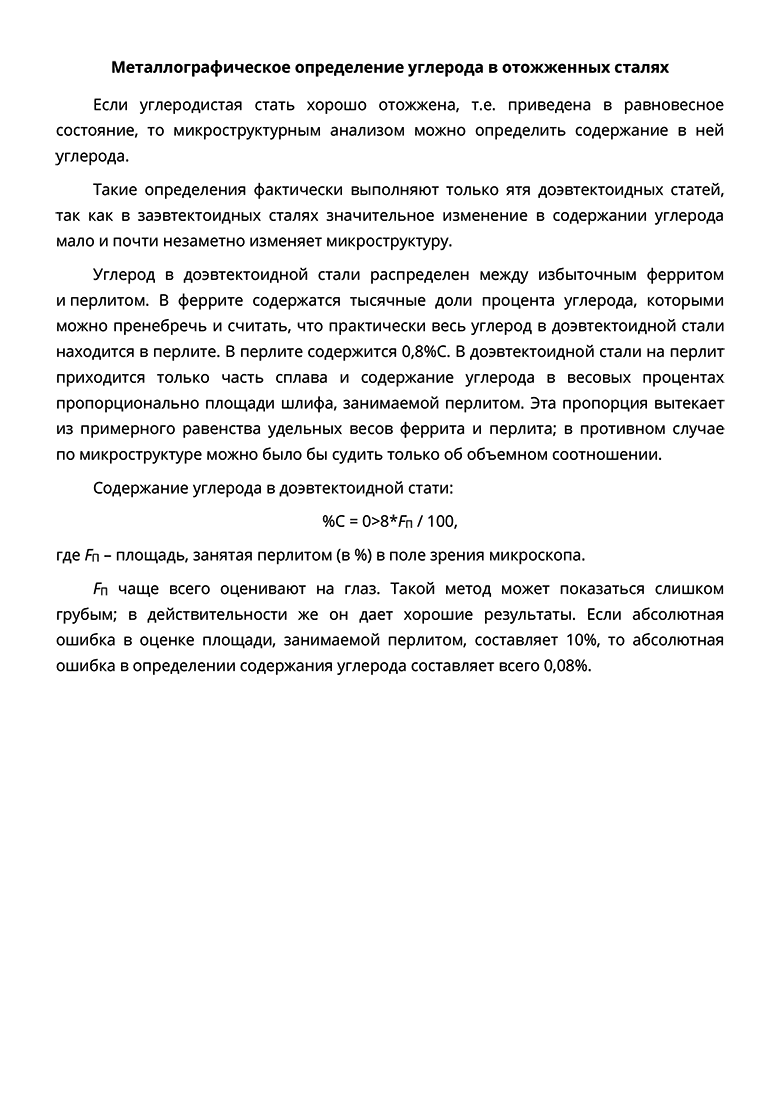 Металлографическое определение углерода в отожженных сталях
Если углеродистая стать хорошо отожжена, т.е. приведена в равновесное
состояние, то микроструктурным анализом можно определить содержание в ней
углерода.
Такие определения фактически выполняют только ятя доэвтектоидных статей,
так как в заэвтектоидных сталях значительное изменение в содержании углерода
мало и почти незаметно изменяет микроструктуру.
Углерод в доэвтектоидной стали распределен между избыточным ферритом
и перлитом. В феррите содержатся тысячные доли процента углерода, которыми
можно пренебречь и считать, что практически весь углерод в доэвтектоидной стали
находится в перлите. В перлите содержится 0,8%С. В доэвтектоидной стали на перлит
приходится только часть сплава и содержание углерода в весовых процентах
пропорционально площади шлифа, занимаемой перлитом. Эта пропорция вытекает
из примерного равенства удельных весов феррита и перлита; в противном случае
по микроструктуре можно было бы судить только об объемном соотношении.
Содержание углерода в доэвтектоидной стати:
%С = 0>8*Fп / 100,
где Fп – площадь, занятая перлитом (в %) в поле зрения микроскопа.
Fп чаще всего оценивают на глаз. Такой метод может показаться слишком
грубым; в действительности же он дает хорошие результаты. Если абсолютная
ошибка в оценке площади, занимаемой перлитом, составляет 10%, то абсолютная
ошибка в определении содержания углерода составляет всего 0,08%.